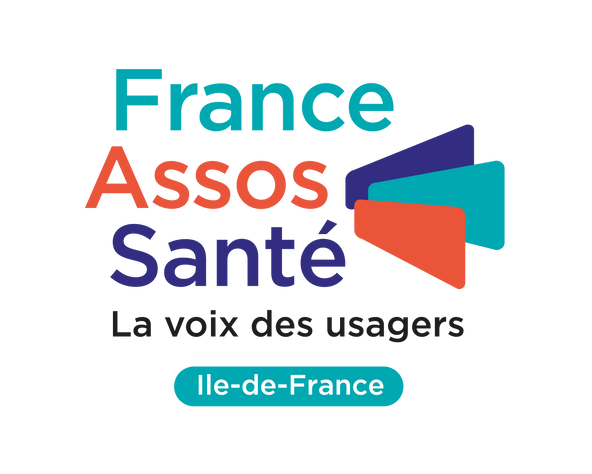 France
Assos
Santé
La voix des usagers
Ile-de-France